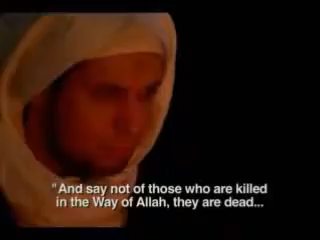 "And say not of those who are killed
in the Way of Allah, they are dead...